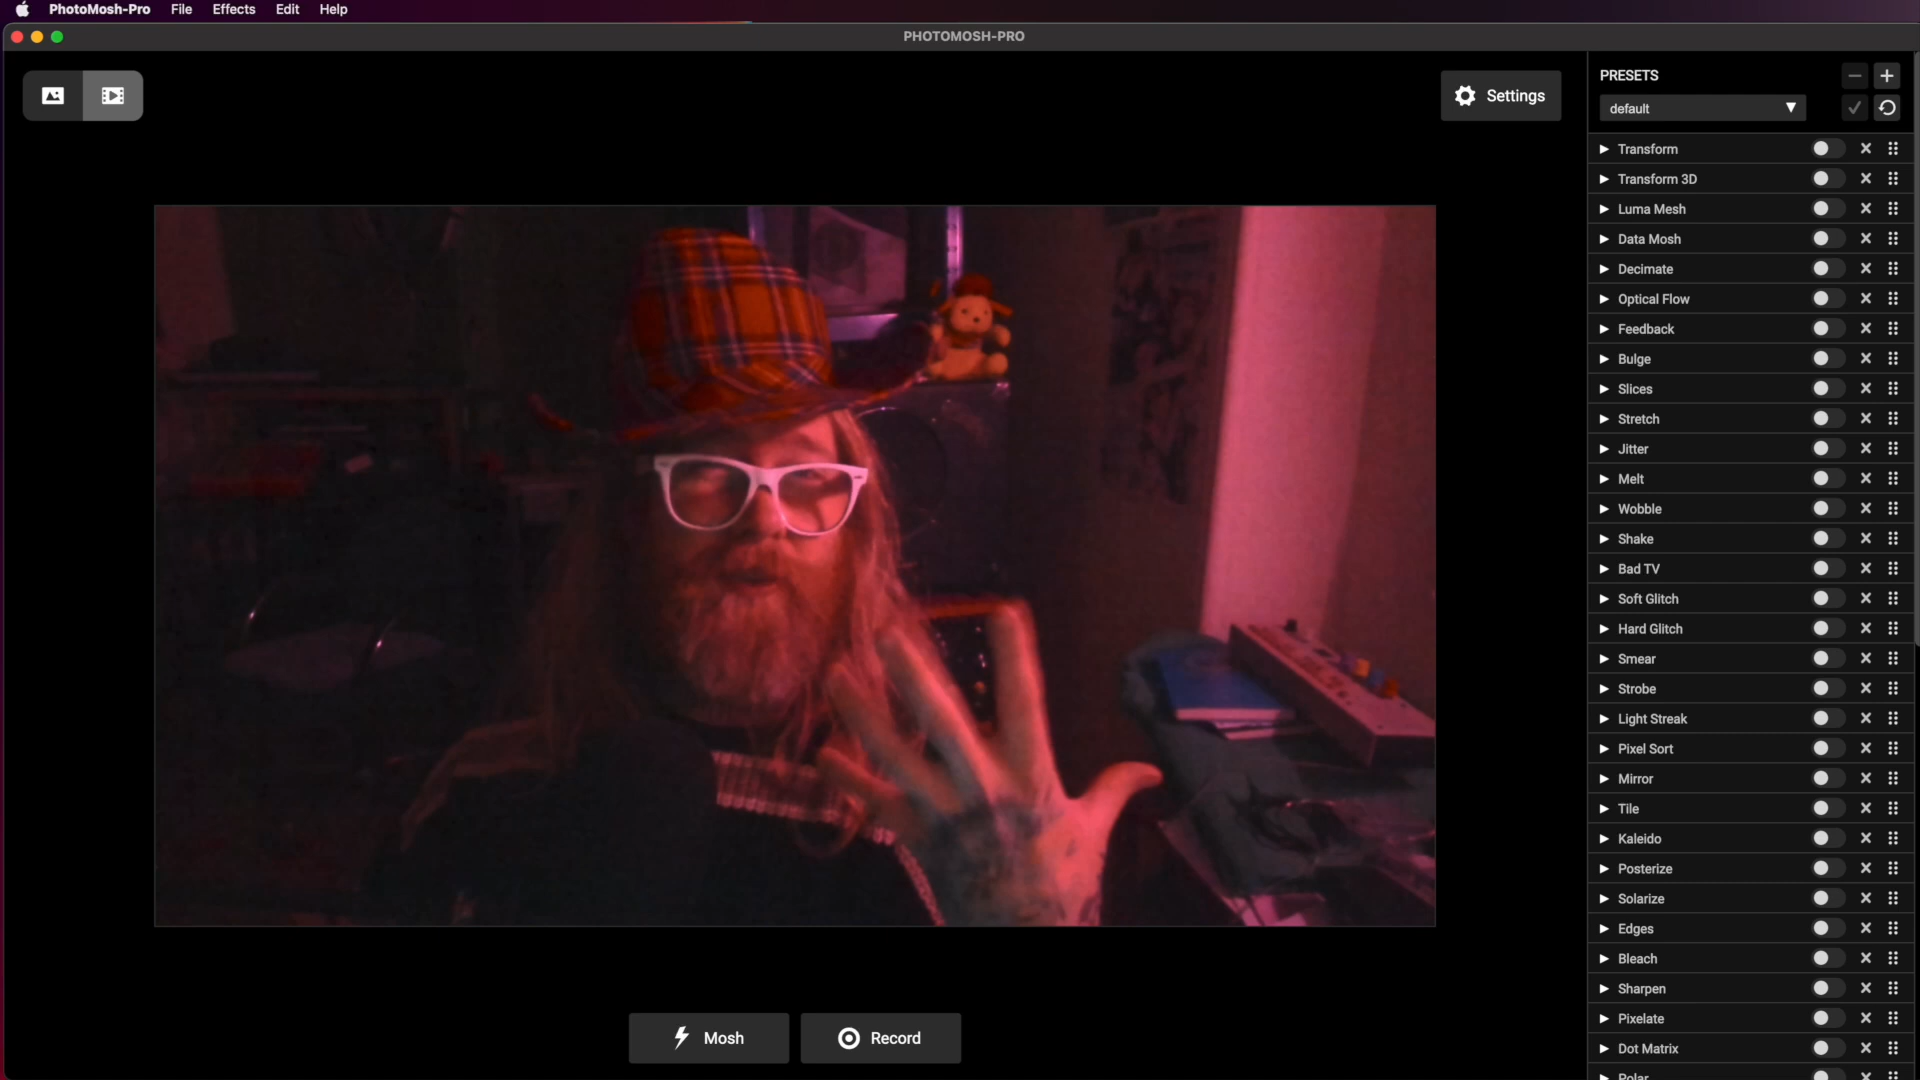 PhotoMosh-Pro File Effects Edit Help
PHOTOMOSH-PRO
Settings
PRESETS
default
Transform
Transform 3D
Luma Mesh
Data Mosh
Decimate
Optical Flow
Feedback
Bulge
Slices
Stretch
Jitter
Melt
Wobble
Shake
Bad TV
Soft Glitch
Hard Glitch
Smear
Strobe
Light Streak
Pixel Sort
Mirror
Tile
Kaleido
Posterize
Solarize
Edges
Bleach
Sharpen
Pixelate
Dot Matrix
Polar
Mosh
Record